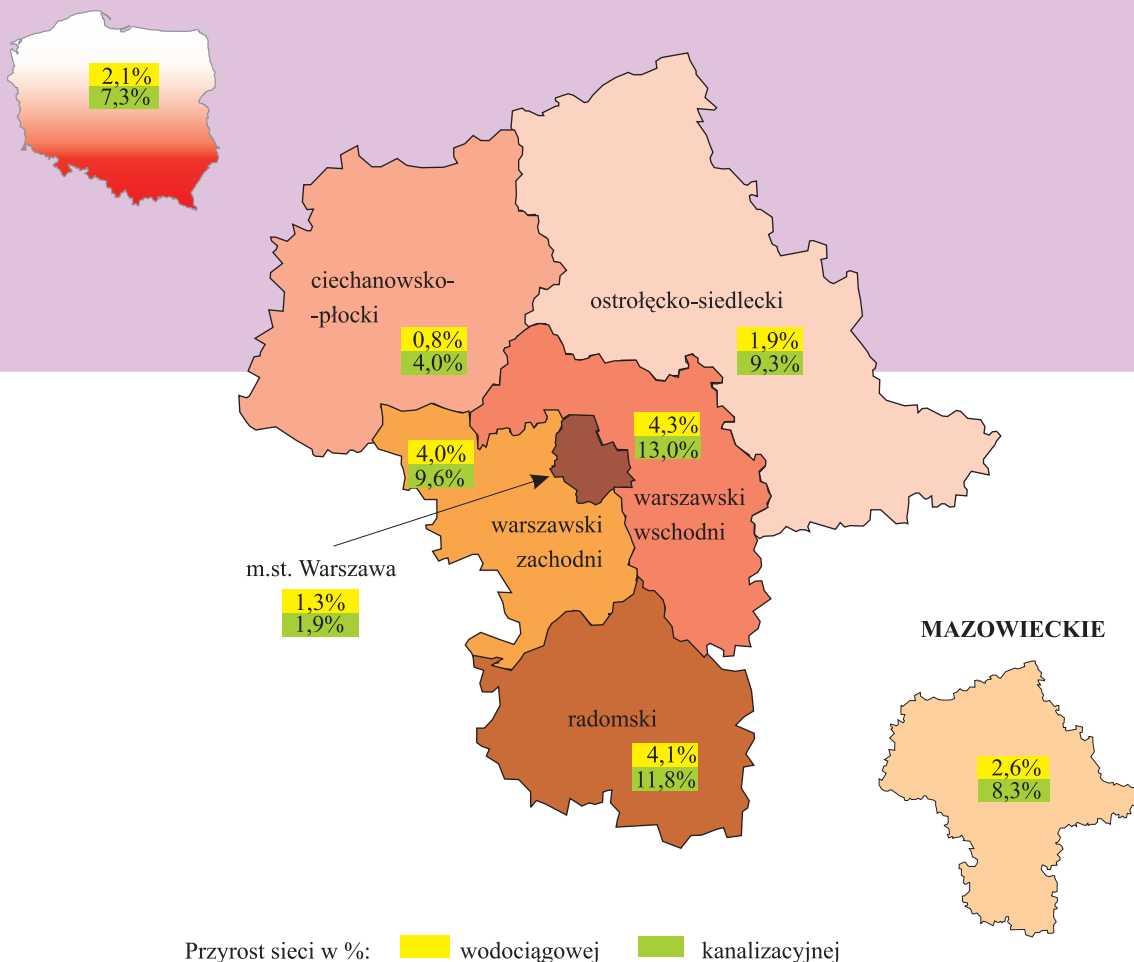 2,1%
7,3%
ciechanowsko-
-płocki
0,8%
4,0%
ostrołęcko-siedlecki
1,9%
9,3%
4,3%
13,0%
4,0%
9,6%
warszawski
wschodni
warszawski
zachodni
m.st. Warszawa
1,3%
1,9%
MAZOWIECKIE
radomski
4,1%
11,8%
2,6%
8,3%
Przyrost sieci w %: wodociągowej kanalizacyjnej